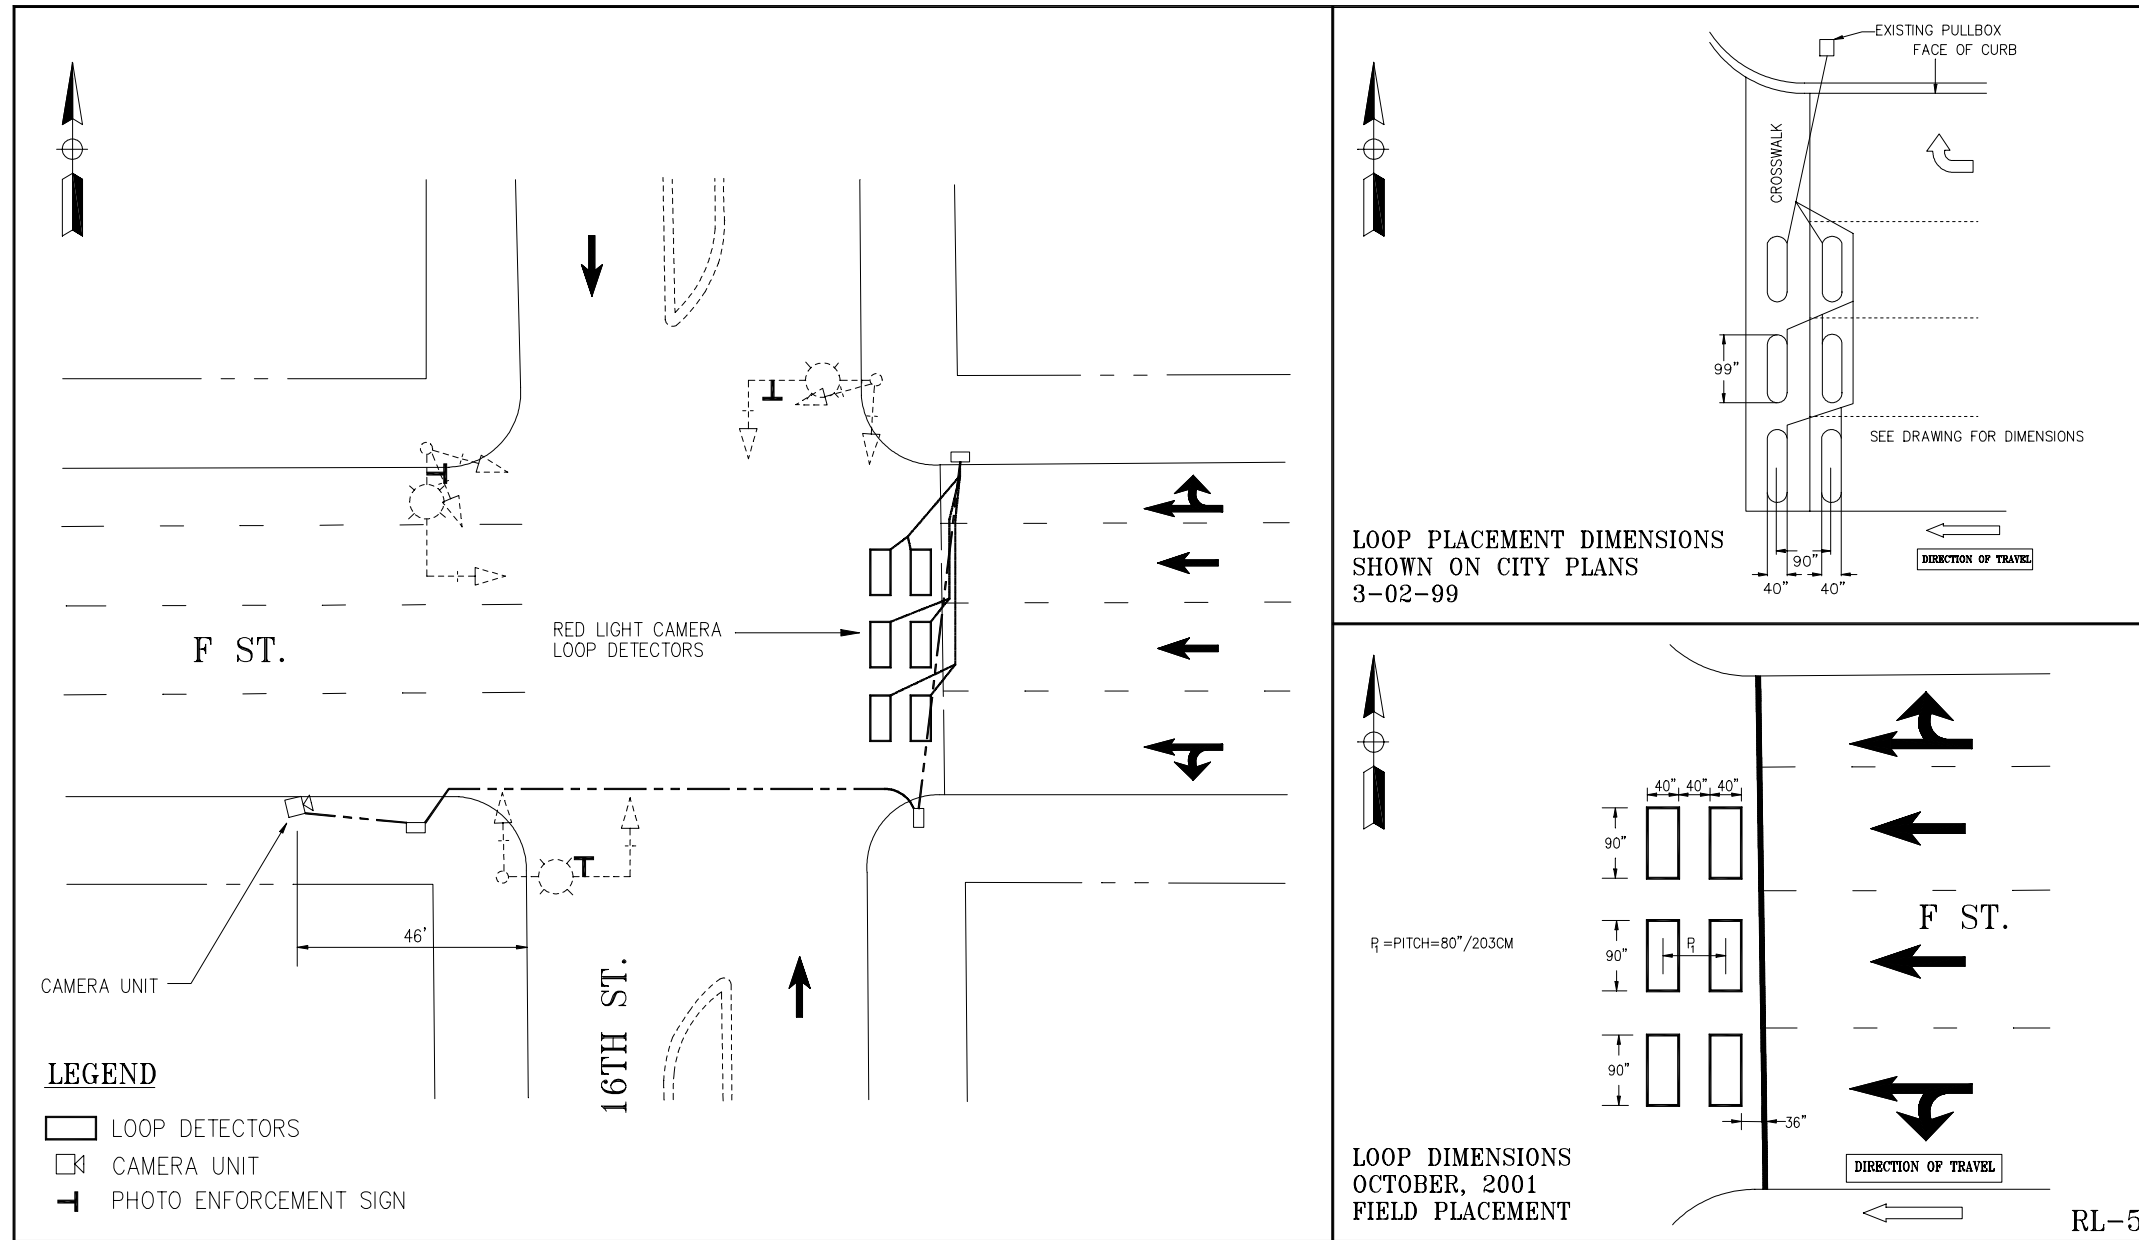 F ST.
RED LIGHT CAMERA
LOOP DETECTORS
46'
CAMERA UNIT
16TH ST.
LEGEND
LOOP DETECTORS
CAMERA UNIT
PHOTO ENFORCEMENT SIGN
EXISTING PULLBOX
FACE OF CURB
CROSSWALK
99"
SEE DRAWING FOR DIMENSIONS
LOOP PLACEMENT DIMENSIONS
SHOWN ON CITY PLANS
3-02-99
90"
40" 40"
DIRECTION OF TRAVEL
40" 40" 40"
90"
F ST.
P1=PITCH=80"/203CM
90"
P1
90"
36"
LOOP DIMENSIONS
OCTOBER, 2001
FIELD PLACEMENT
DIRECTION OF TRAVEL
RL-5